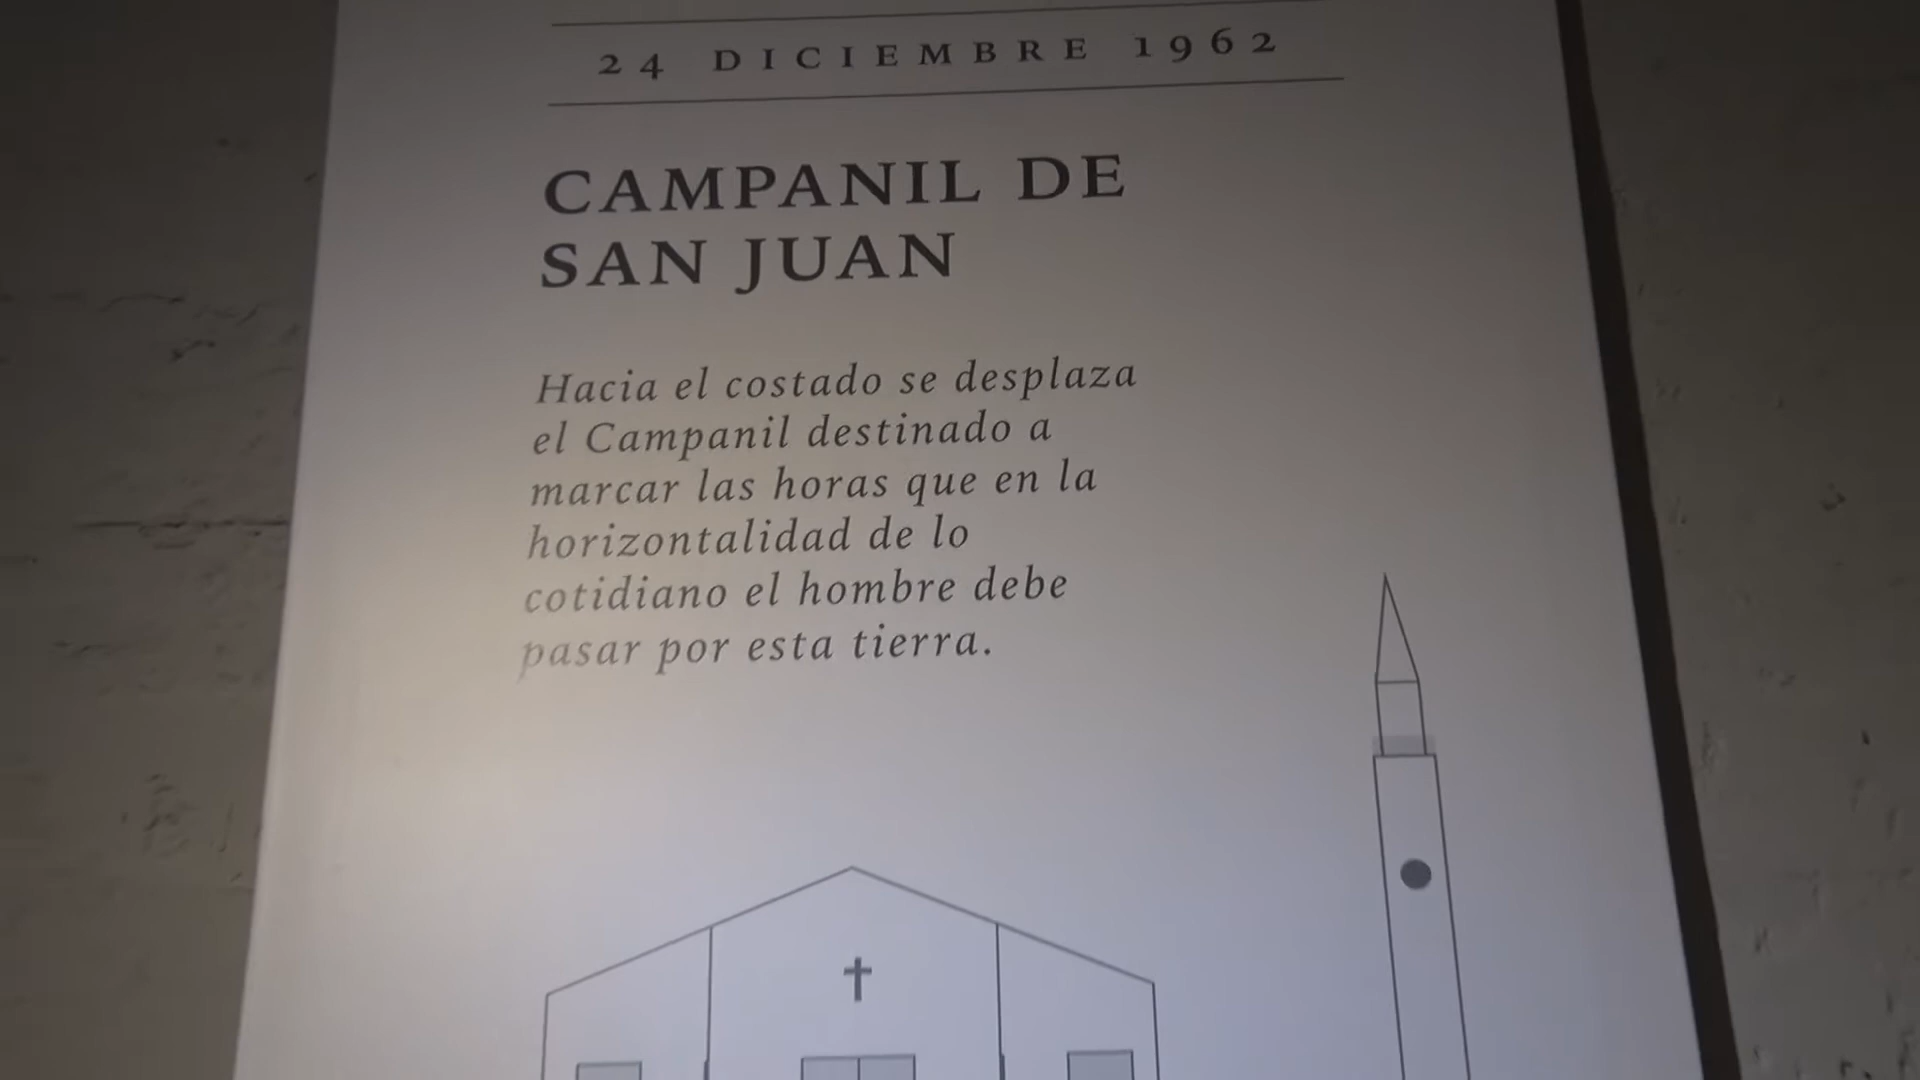 24 DICIEMBRE 1962
CAMPANIL DE
SAN JUAN
Hacia el costado se desplaza
el Campanil destinado a
marcar las horas que en la
horizontalidad de lo
cotidiano el hombre debe
pasar por esta tierra.